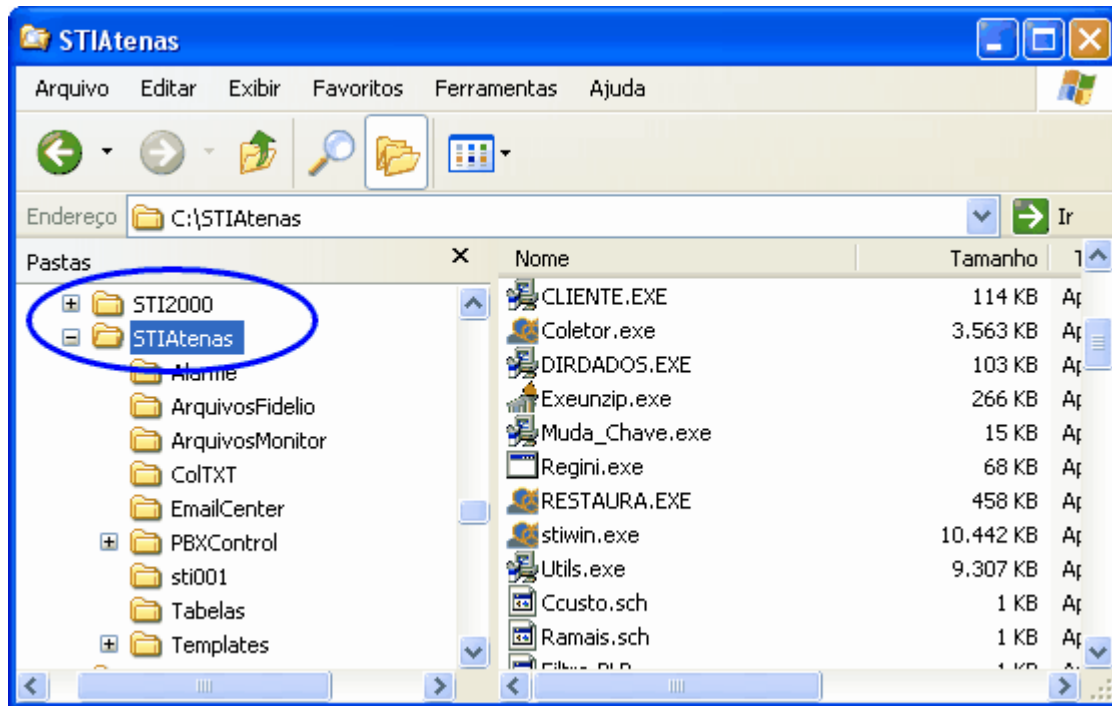 STIAtenas
Arquivo Editar Exibir Favoritos Ferramentas Ajuda
Endereço C:\STIAtenas Ir
Pastas
STI2000
STIAtenas
Alarme
ArquivosFidelio
ArquivosMonitor
ColTXT
EmailCenter
PBXControl
sti001
Tabelas
Templates
Nome Tamanho
CLIENTE.EXE 114 KB
Coletor.exe 3.563 KB
DIRDADOS.EXE 103 KB
Exeunzip.exe 266 KB
Muda_Chave.exe 15 KB
Regini.exe 68 KB
RESTAURA.EXE 458 KB
stiwin.exe 10.442 KB
Utils.exe 9.307 KB
Ccusto.sch 1 KB
Ramais.sch 1 KB